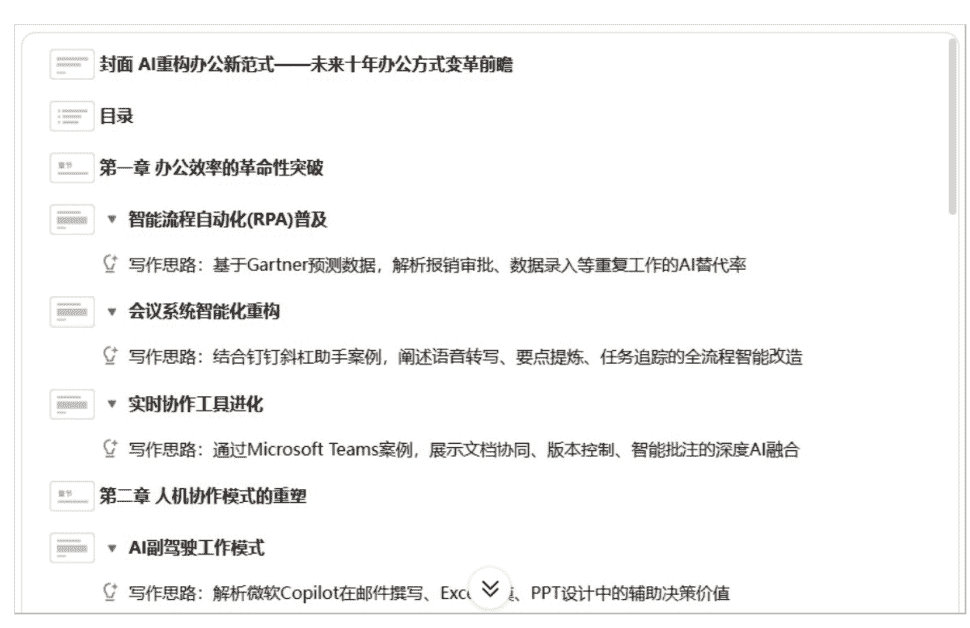 封面 AI重构办公新范式——未来十年办公方式变革前瞻
目录
章节 第一章 办公效率的革命性突破
智能流程自动化(RPA)普及
写作思路：基于Gartner预测数据，解析报销审批、数据录入等重复工作的AI替代率
会议系统智能化重构
写作思路：结合钉钉斜杠助手案例，阐述语音转写、要点提炼、任务追踪的全流程智能改造
实时协作工具进化
写作思路：通过Microsoft Teams案例，展示文档协同、版本控制、智能批注的深度AI融合
章节 第二章 人机协作模式的重塑
AI副驾驶工作模式
写作思路：解析微软Copilot在邮件撰写、、PPT设计中的辅助决策价值